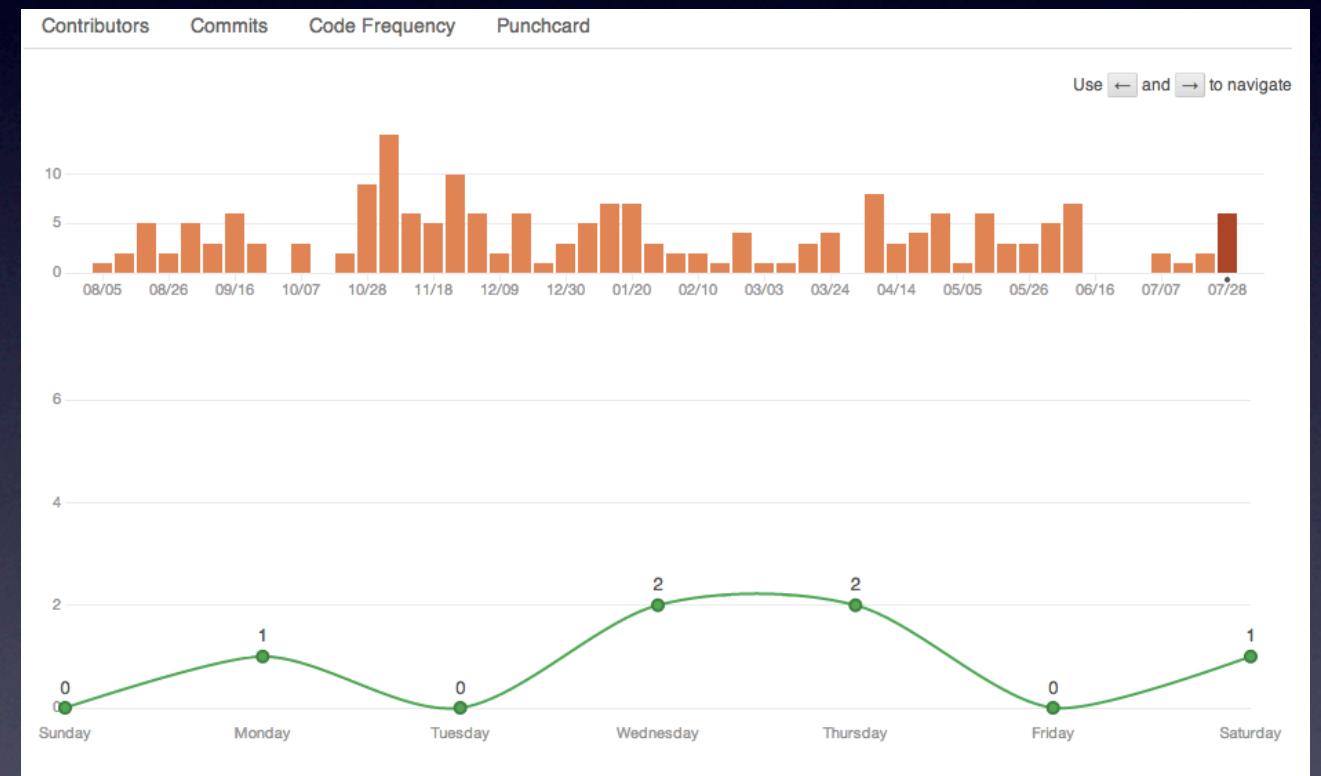 Contributors Commits Code Frequency Punchcard
Use ← and → to navigate
10
5
0
08/05 08/26 09/16 10/07 10/28 11/18 12/09 12/30 01/20 02/10 03/03 03/24 04/14 05/05 05/26 06/16 07/07 07/28
6
4
2
2 2
1 1
0 0 0
0
Sunday Monday Tuesday Wednesday Thursday Friday Saturday